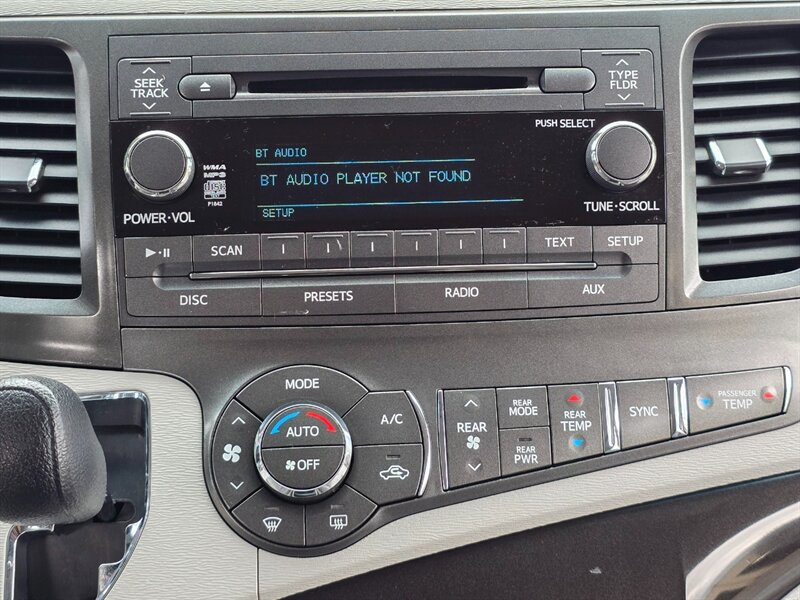 SEEK
TRACK
TYPE
FLDR
PUSH SELECT
BT AUDIO
BT AUDIO PLAYER NOT FOUND
SETUP
WMA
MP3
P1842
POWER·VOL
TUNE·SCROLL
SCAN
TEXT
SETUP
DISC
PRESETS
RADIO
AUX
MODE
AUTO
OFF
A/C
REAR
REAR
MODE
REAR
PWR
REAR
TEMP
SYNC
PASSENGER
TEMP